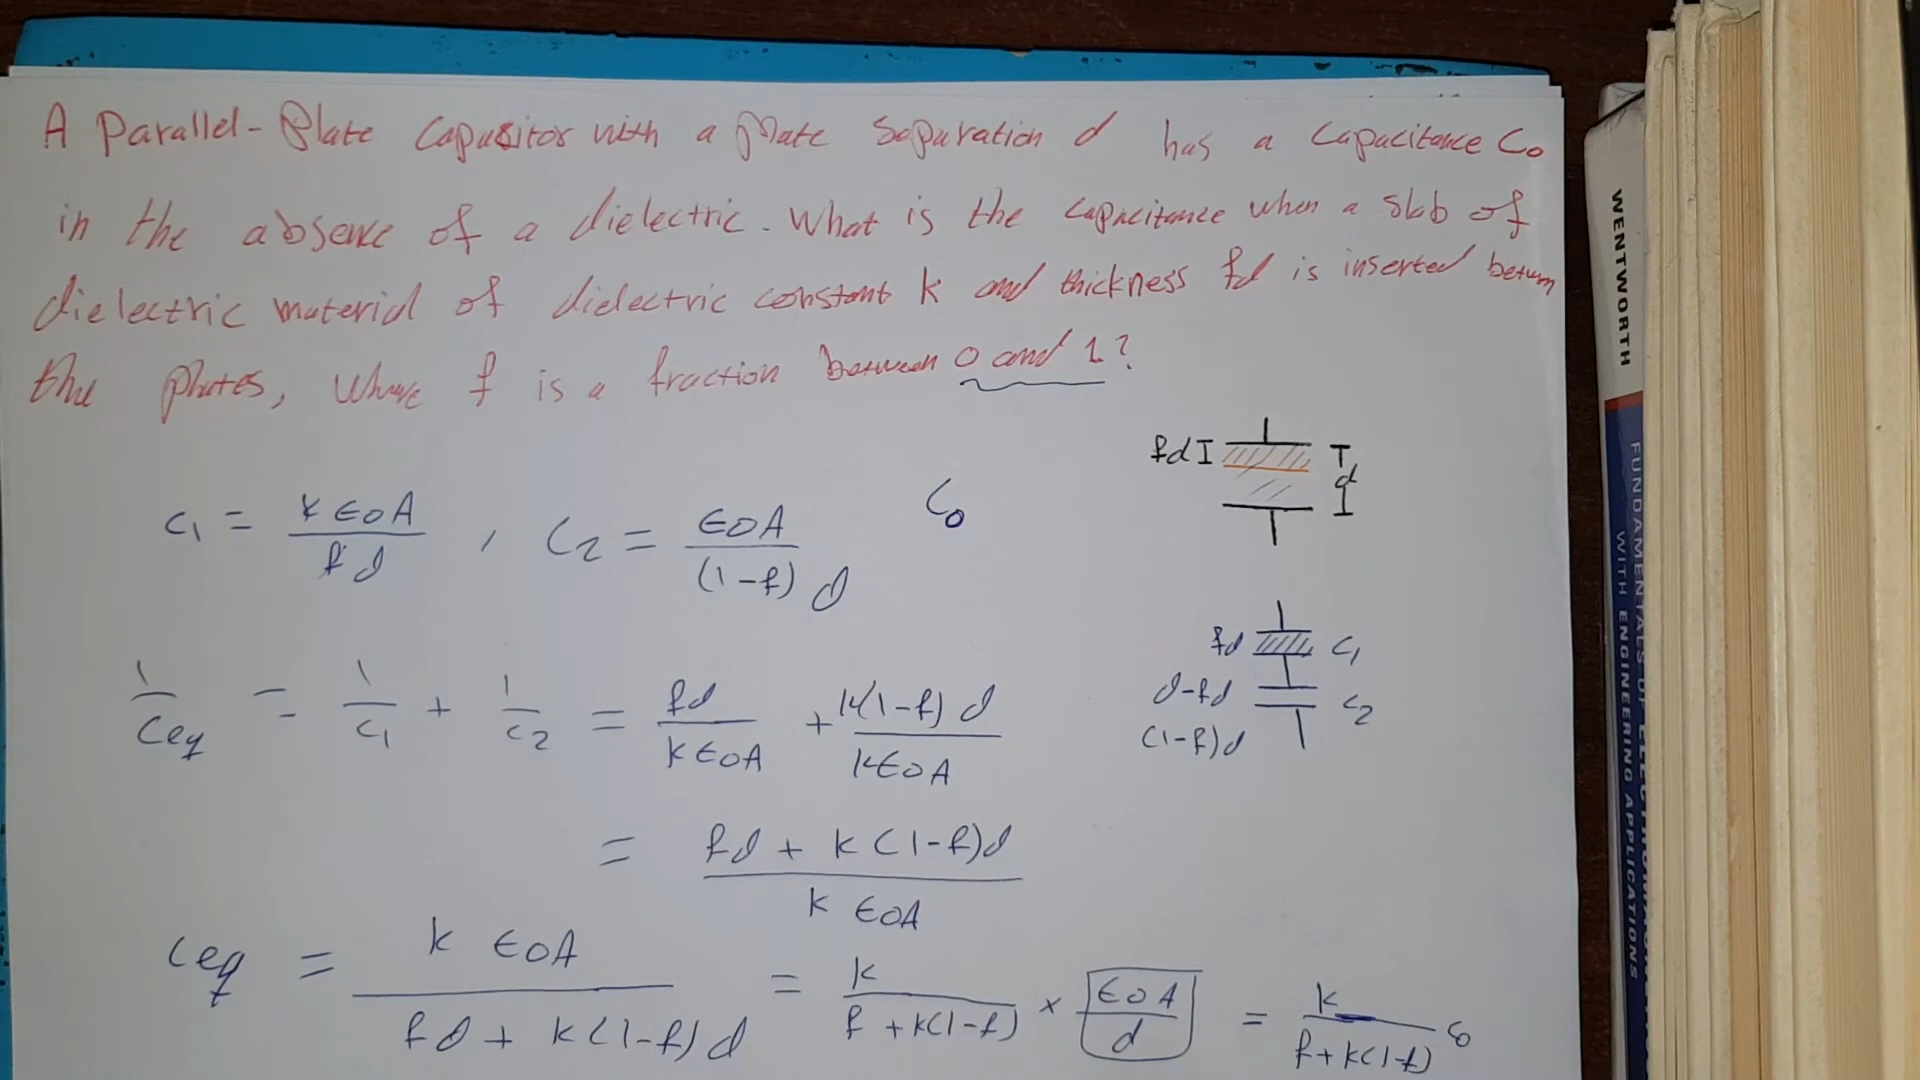 A Parallel-Plate Capacitor with a Plate Separation d has a Capacitance C₀
in the absence of a dielectric. What is the capacitance when a slab of
dielectric material of dielectric constant k and thickness fd is inserted between
the plates, where f is a fraction between 0 and 1?
fd I T d
C₁ = kϵ₀A / fd , C₂ = ϵ₀A / (1-f) d C₀
fd C₁
d-fd C₂
(1-f)d
1/Ceq = 1/C₁ + 1/C₂ = fd / kϵ₀A + k(1-f) d / kϵ₀A
= fd + k(1-f)d / k ϵ₀A
Ceq = k ϵ₀A / fd + k(1-f) d = k / f + k(1-f) × ϵ₀A / d = k / f + k(1-f) C₀
WENTWORTH
FUNDAMENTALS OF ELECTROMAGNETICS
WITH ENGINEERING APPLICATIONS